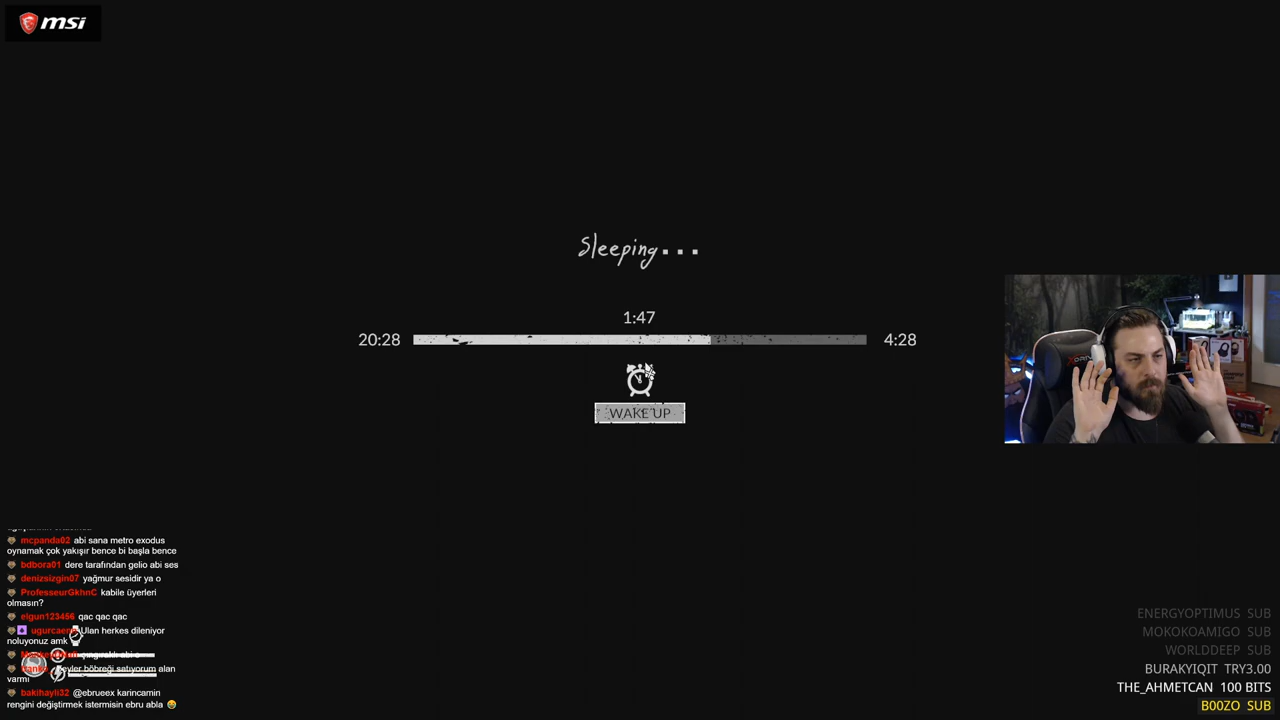 msi
Sleeping...
1:47
20:28
4:28
WAKE UP
mcpanda02 abi sana metro exodus
oynamak çok yakışır bence bi başla bence
bdbora01 dere tarafından gelio abi ses
denizsizgin07 yağmur sesidir ya o
ProfesseurGkhnC kabile üyerleri
olmasın?
elgun123456 qac qac qac
Ulan herkes dileniyor
noluyonuz amk
böbreği satıyorum alan
varmı
bakihayli32 @ebrueex karincamin
rengini değiştirmek istermisin ebru abla
ENERGYOPTIMUS SUB
MOKOKOAMIGO SUB
WORLDDEEP SUB
BURAKYIQIT TRY3.00
THE_AHMETCAN 100 BITS
B00ZO SUB